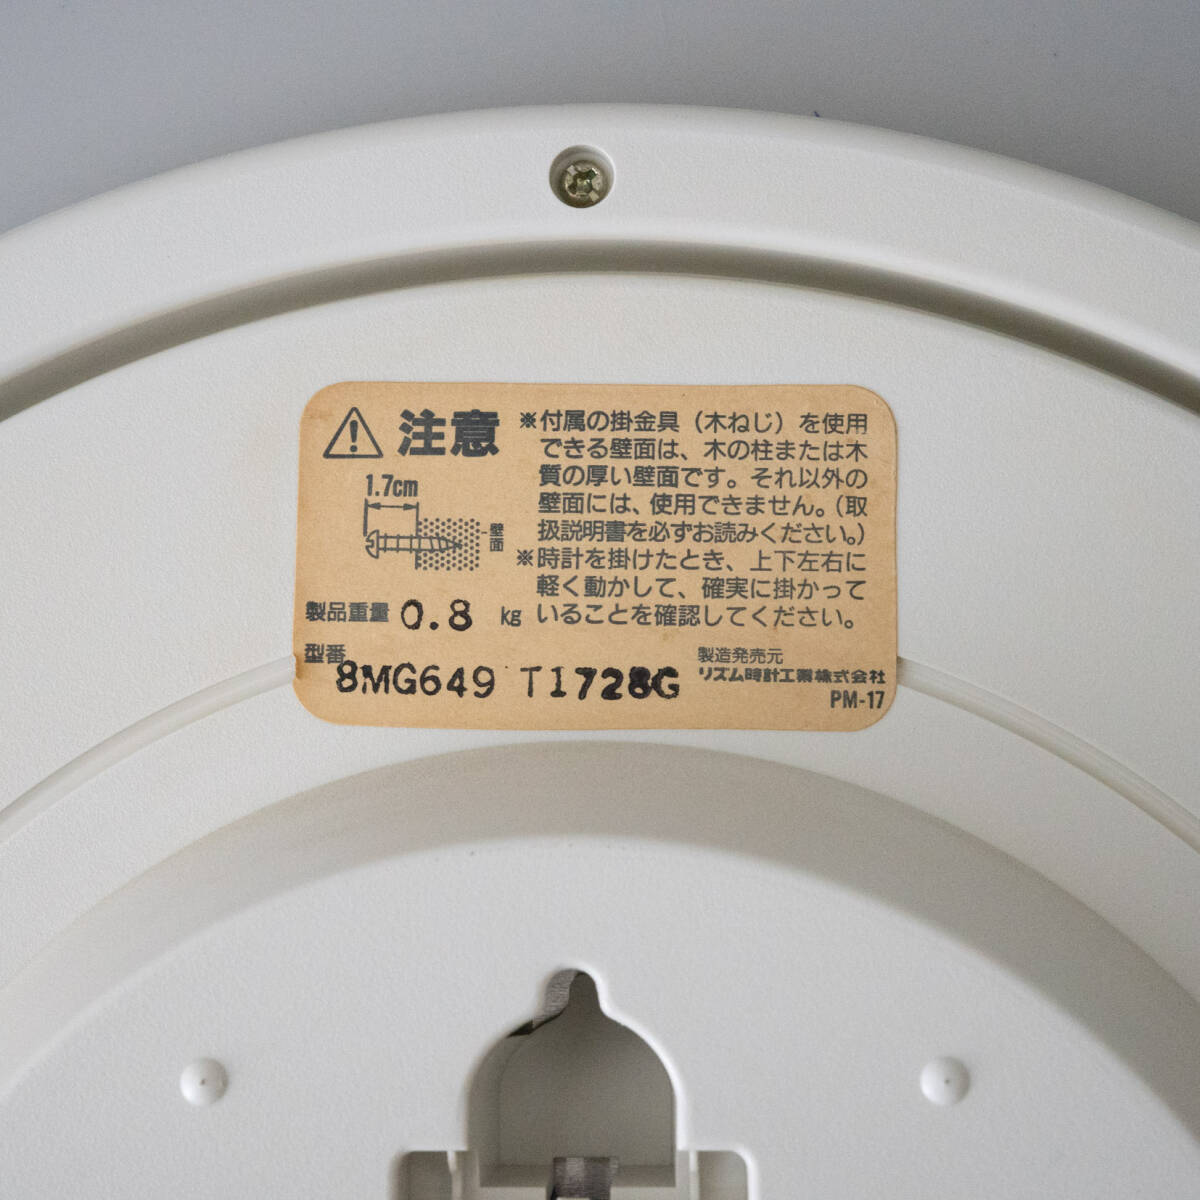 注意
※付属の掛金具（木ねじ）を使用
できる壁面は、木の柱または木
質の厚い壁面です。それ以外の
壁面には、使用できません。（取
扱説明書を必ずお読みください。）
※時計を掛けたとき、上下左右に
軽く動かして、確実に掛かって
いることを確認してください。
1.7cm
壁面
製品重量 0.8 kg
型番
8MG649 T1728G
製造発売元
リズム時計工業株式会社
PM-17